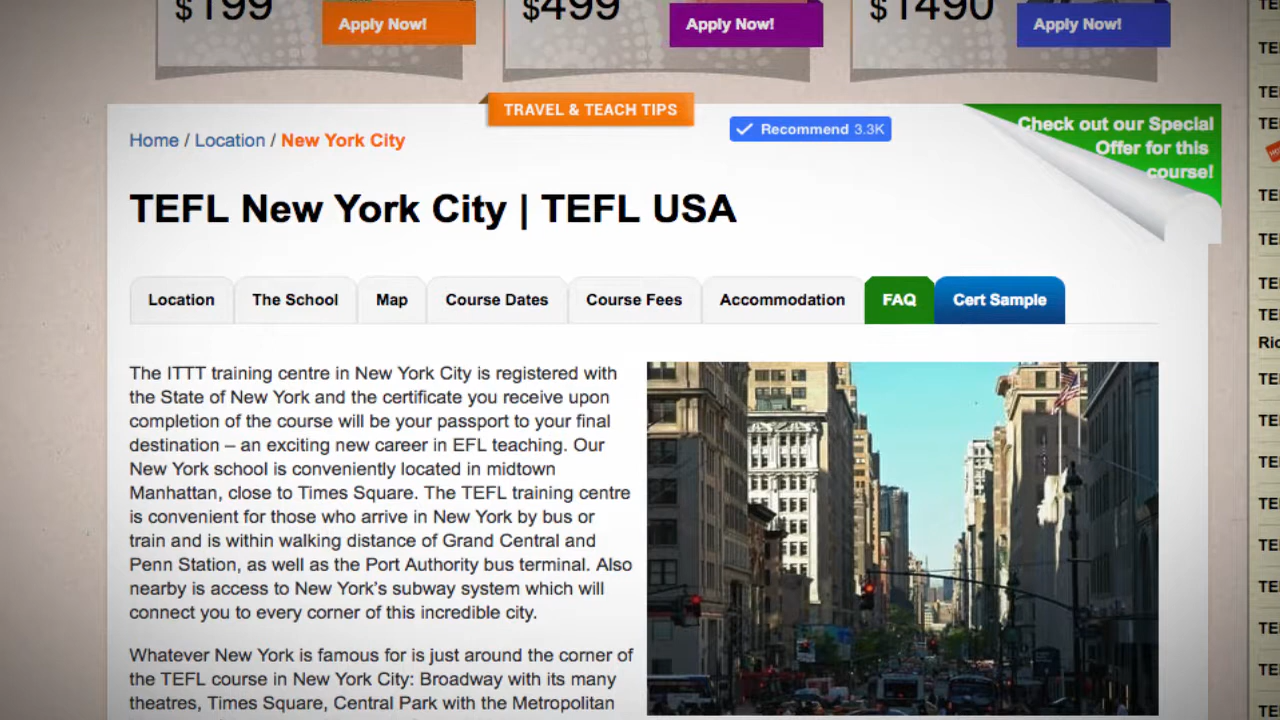 $199
Apply Now!
$499
Apply Now!
$1490
Apply Now!
TRAVEL & TEACH TIPS
Home / Location / New York City
Recommend 3.3K
Check out our Special
Offer for this
course!
TEFL New York City | TEFL USA
Location
The School
Map
Course Dates
Course Fees
Accommodation
FAQ
Cert Sample
The ITTT training centre in New York City is registered with
the State of New York and the certificate you receive upon
completion of the course will be your passport to your final
destination – an exciting new career in EFL teaching. Our
New York school is conveniently located in midtown
Manhattan, close to Times Square. The TEFL training centre
is convenient for those who arrive in New York by bus or
train and is within walking distance of Grand Central and
Penn Station, as well as the Port Authority bus terminal. Also
nearby is access to New York's subway system which will
connect you to every corner of this incredible city.
Whatever New York is famous for is just around the corner of
the TEFL course in New York City: Broadway with its many
theatres, Times Square, Central Park with the Metropolitan